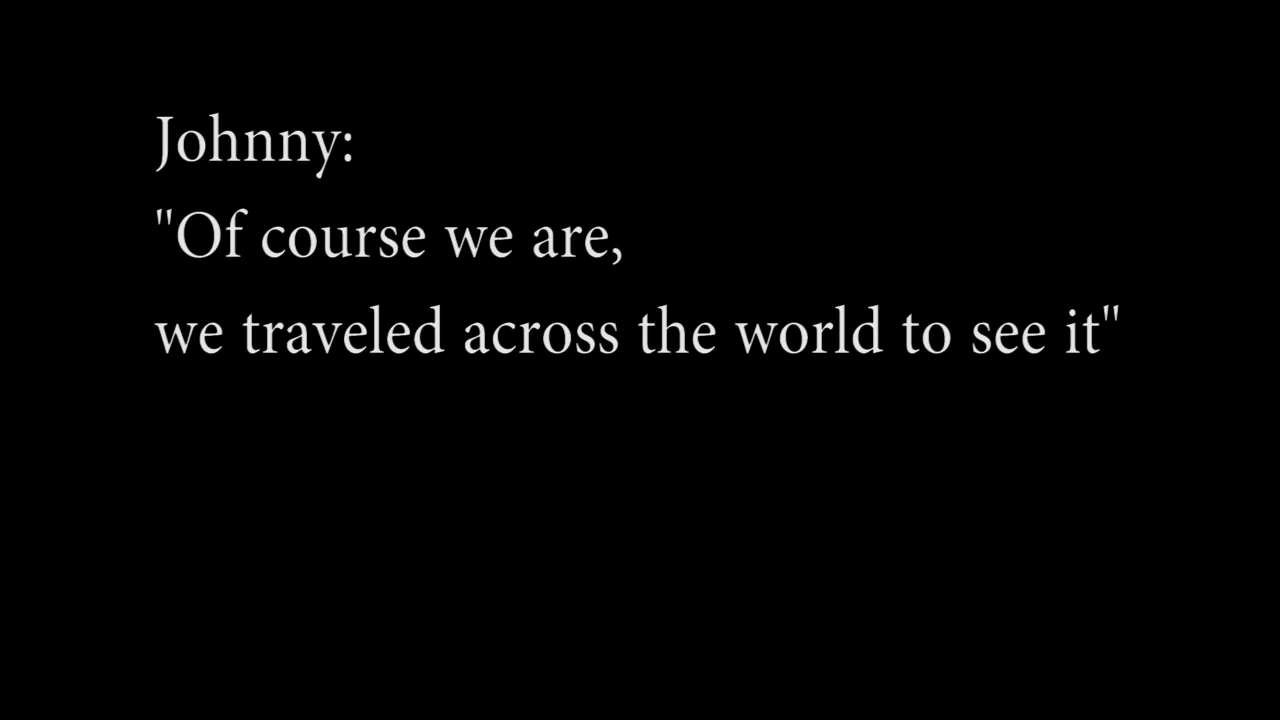 Johnny:
"Of course we are,
we traveled across the world to see it"